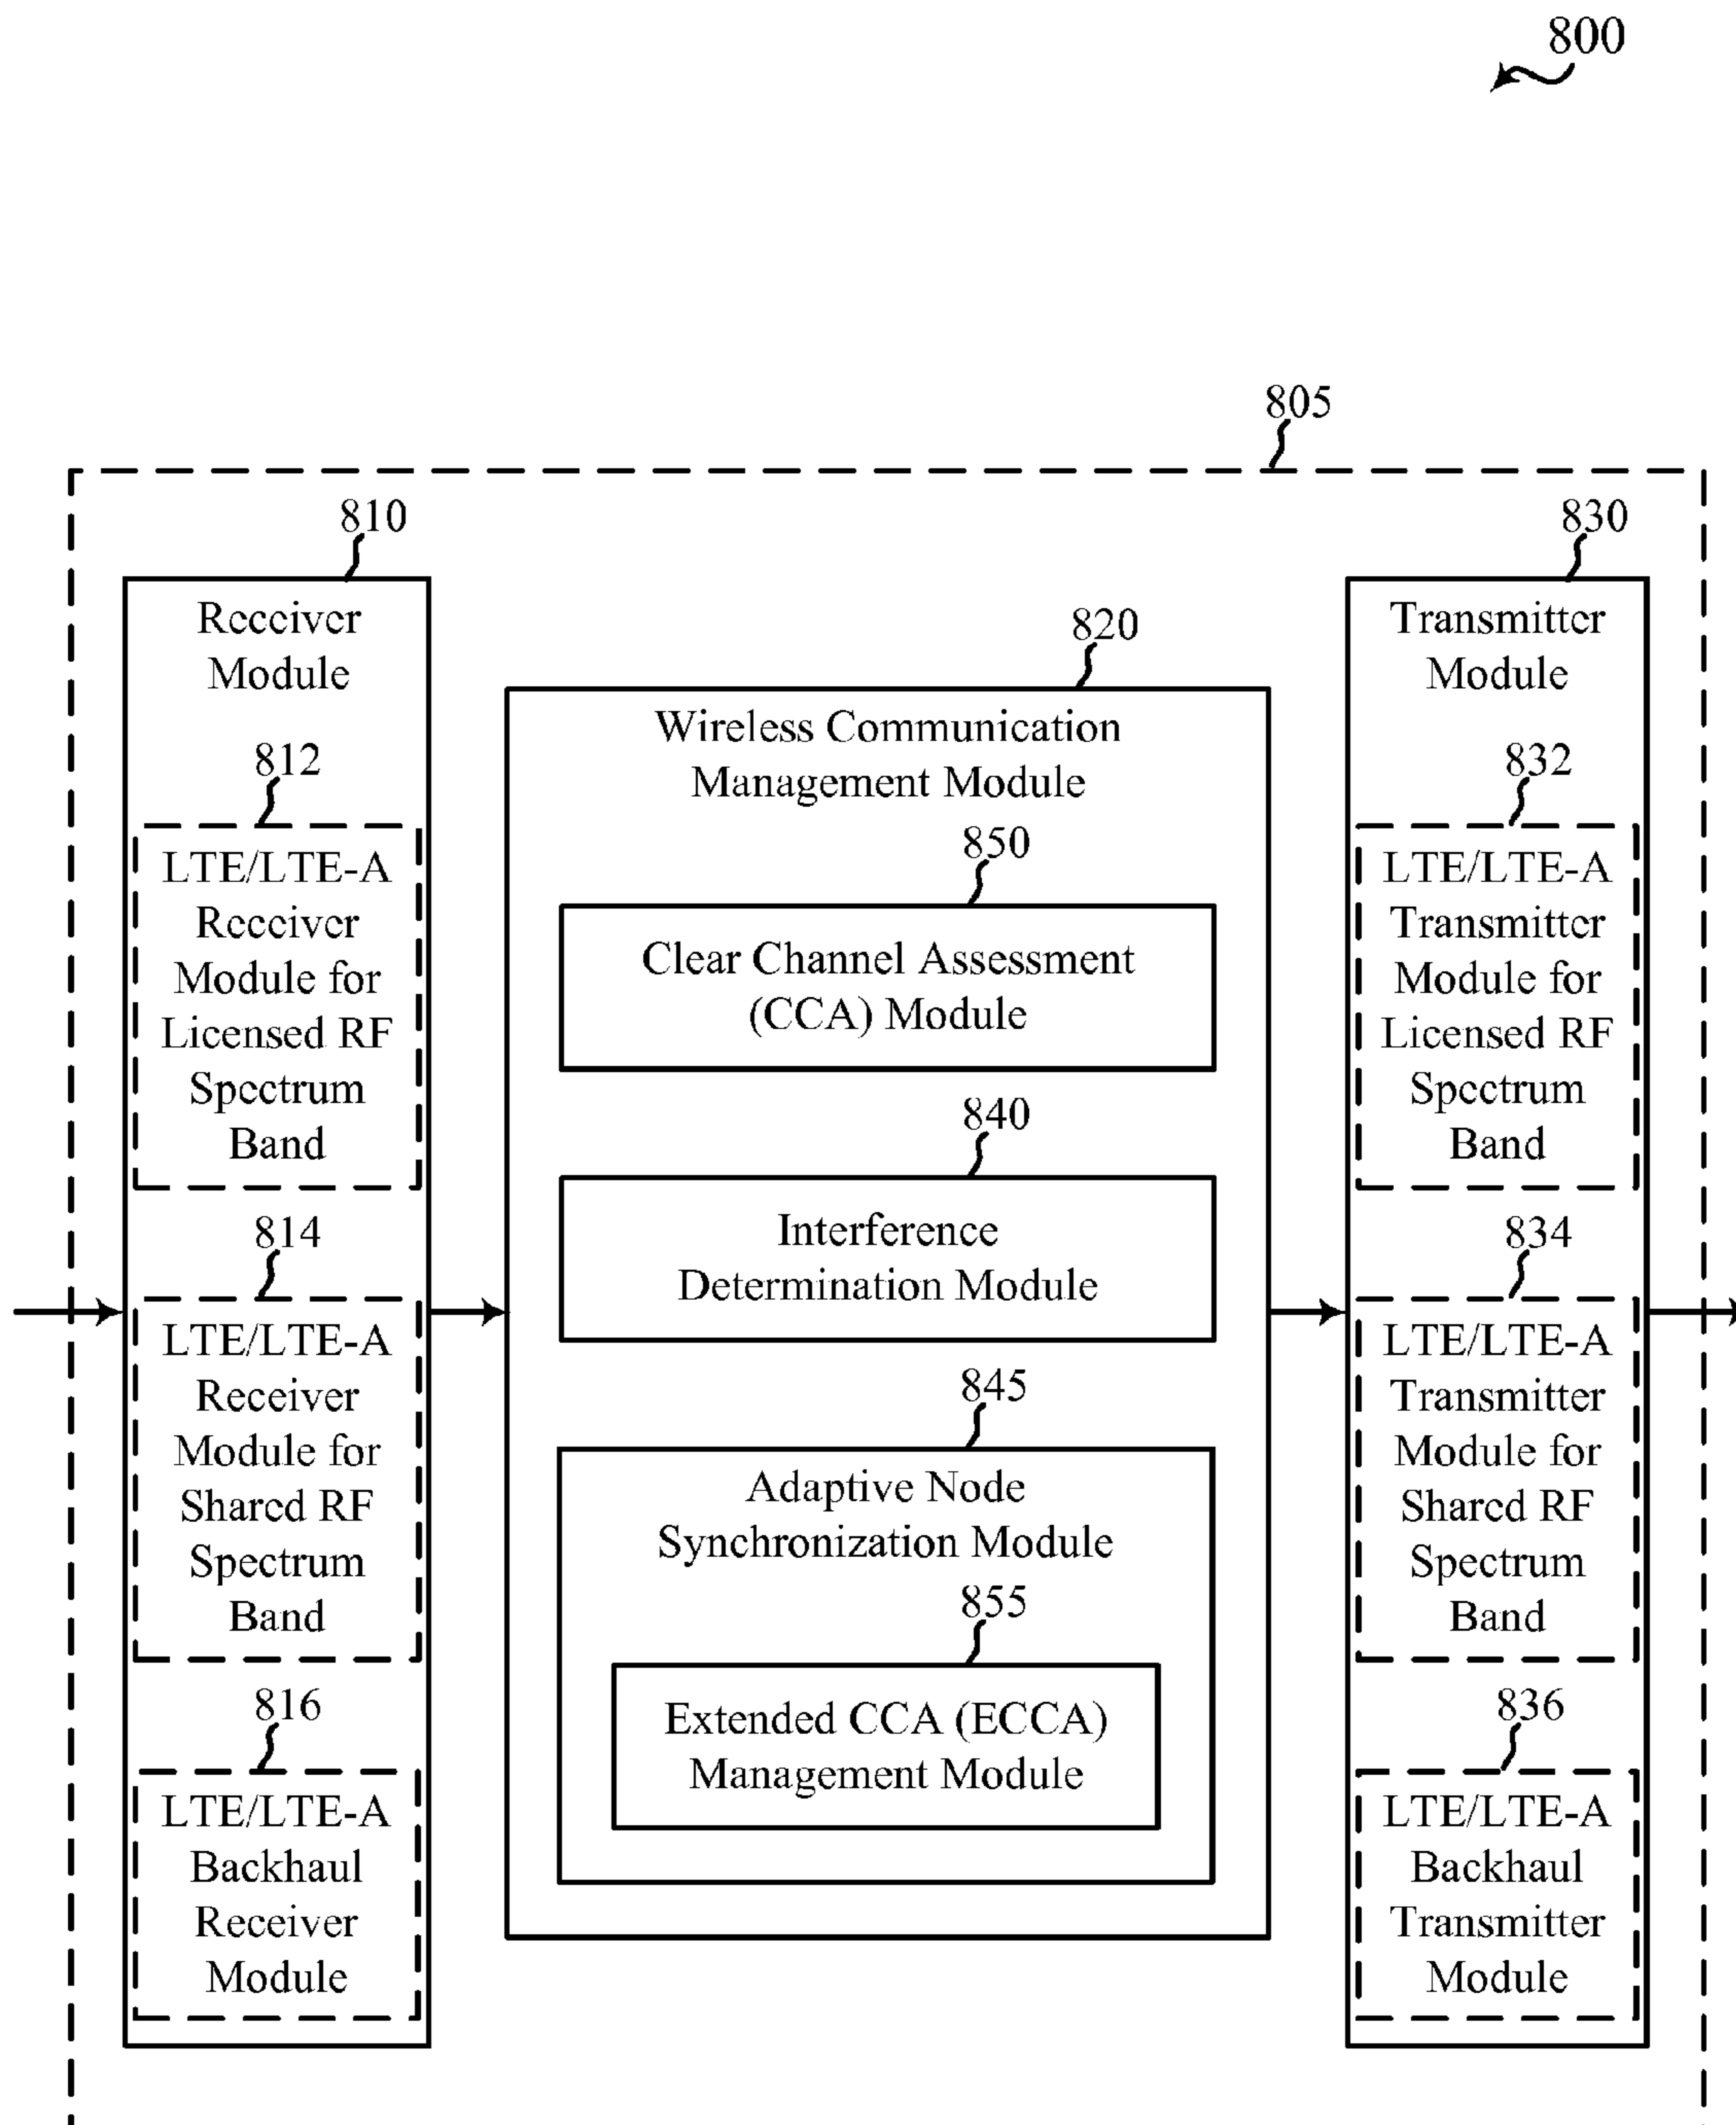 800
805
810
Receiver
Module
812
LTE/LTE-A
Receiver
Module for
Licensed RF
Spectrum
Band
814
LTE/LTE-A
Receiver
Module for
Shared RF
Spectrum
Band
816
LTE/LTE-A
Backhaul
Receiver
Module
820
Wireless Communication
Management Module
850
Clear Channel Assessment
(CCA) Module
840
Interference
Determination Module
845
Adaptive Node
Synchronization Module
855
Extended CCA (ECCA)
Management Module
830
Transmitter
Module
832
LTE/LTE-A
Transmitter
Module for
Licensed RF
Spectrum
Band
834
LTE/LTE-A
Transmitter
Module for
Shared RF
Spectrum
Band
836
LTE/LTE-A
Backhaul
Transmitter
Module